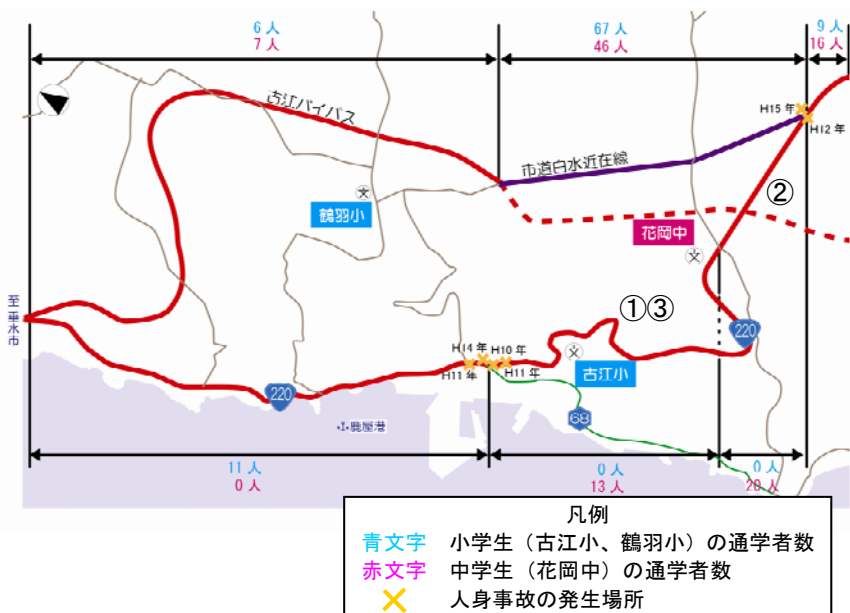 6人
7人
67人
46人
9人
16人
古江バイパス
H15年
H12年
市道白水近在線
②
鶴羽小
花岡中
①③
至垂水市
H14年
H10年
220
H11年
H11年
古江小
220
68
鹿屋港
11人
0人
0人
13人
0人
20人
凡例
青文字 小学生（古江小、鶴羽小）の通学者数
赤文字 中学生（花岡中）の通学者数
人身事故の発生場所